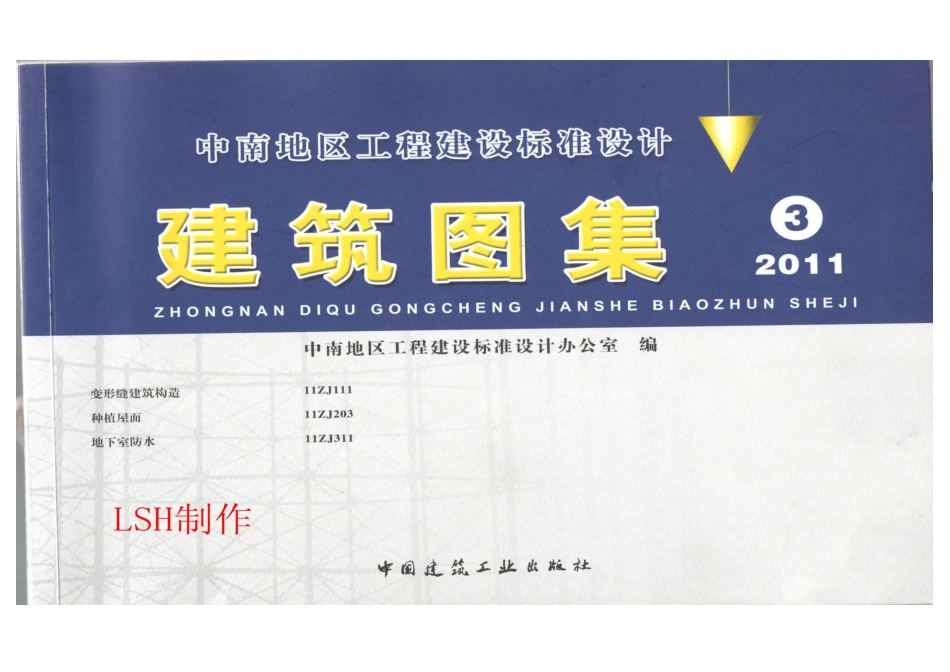 中南地区工程建设标准设计
建筑图集
3
2011
ZHONGNAN DIQU GONGCHENG JIANSHE BIAOZHUN SHEJI
中南地区工程建设标准设计办公室 编
变形缝建筑构造 11ZJ111
种植屋面 11ZJ203
地下室防水 11ZJ311
LSH制作
中国建筑工业出版社